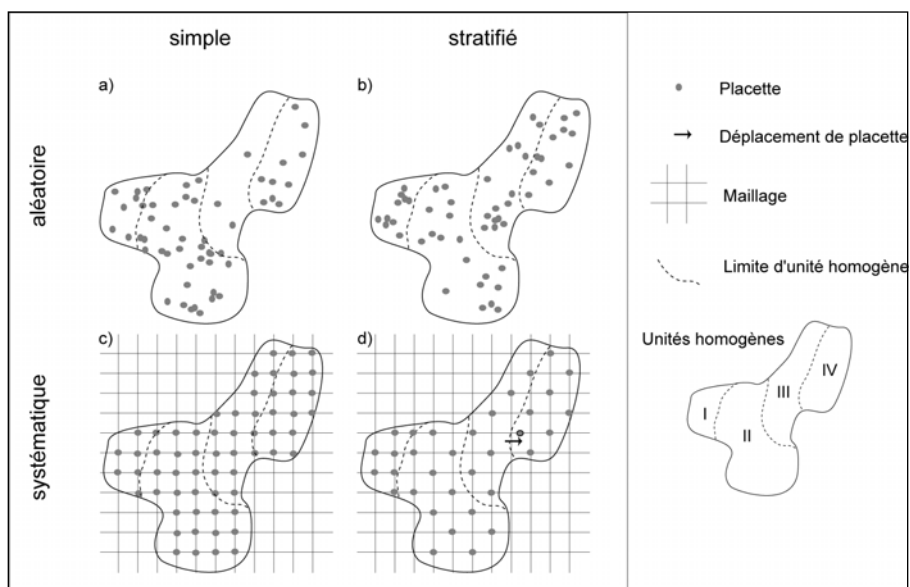 simple
stratifié
aléatoire
systématique
a)
b)
c)
d)
Placette
Déplacement de placette
Maillage
Limite d'unité homogène
Unités homogènes
I
II
III
IV